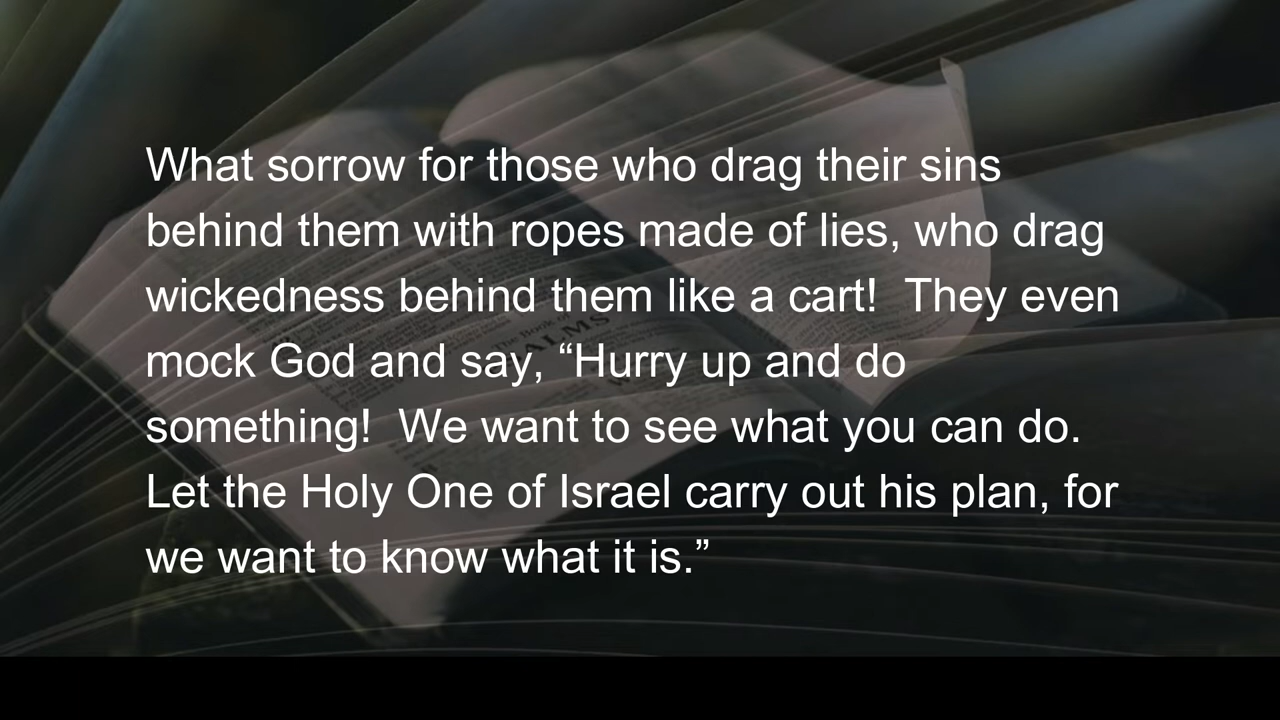 What sorrow for those who drag their sins
behind them with ropes made of lies, who drag
wickedness behind them like a cart!  They even
mock God and say, “Hurry up and do
something!  We want to see what you can do.
Let the Holy One of Israel carry out his plan, for
we want to know what it is.”
The Book
ALMS